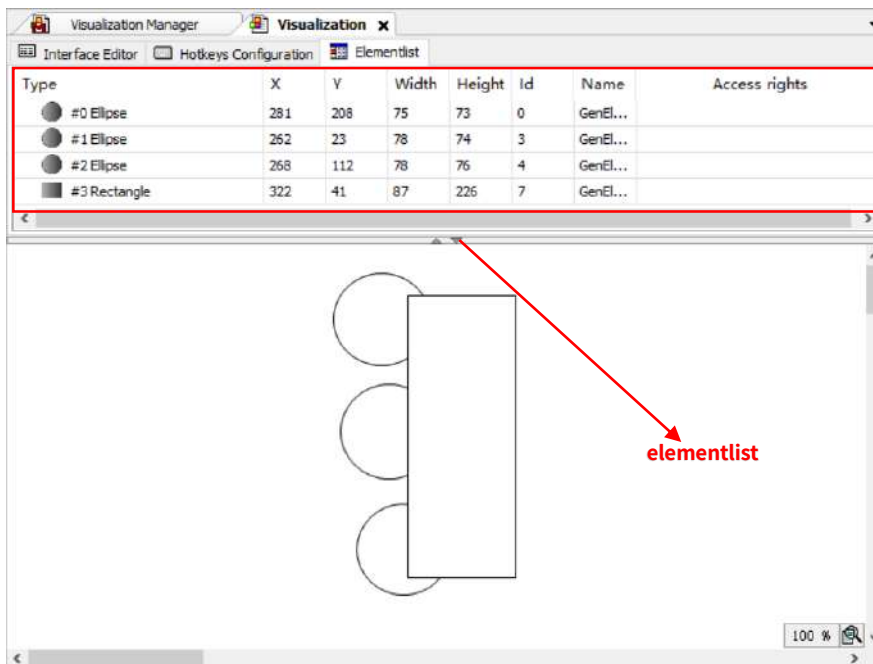 Visualization Manager Visualization x
Interface Editor Hotkeys Configuration Elementlist
Type X Y Width Height Id Name Access rights
#0 Ellipse 281 208 75 73 0 GenEl...
#1 Ellipse 262 23 78 74 3 GenEl...
#2 Ellipse 268 112 78 76 4 GenEl...
#3 Rectangle 322 41 87 226 7 GenEl...
elementlist
100 %